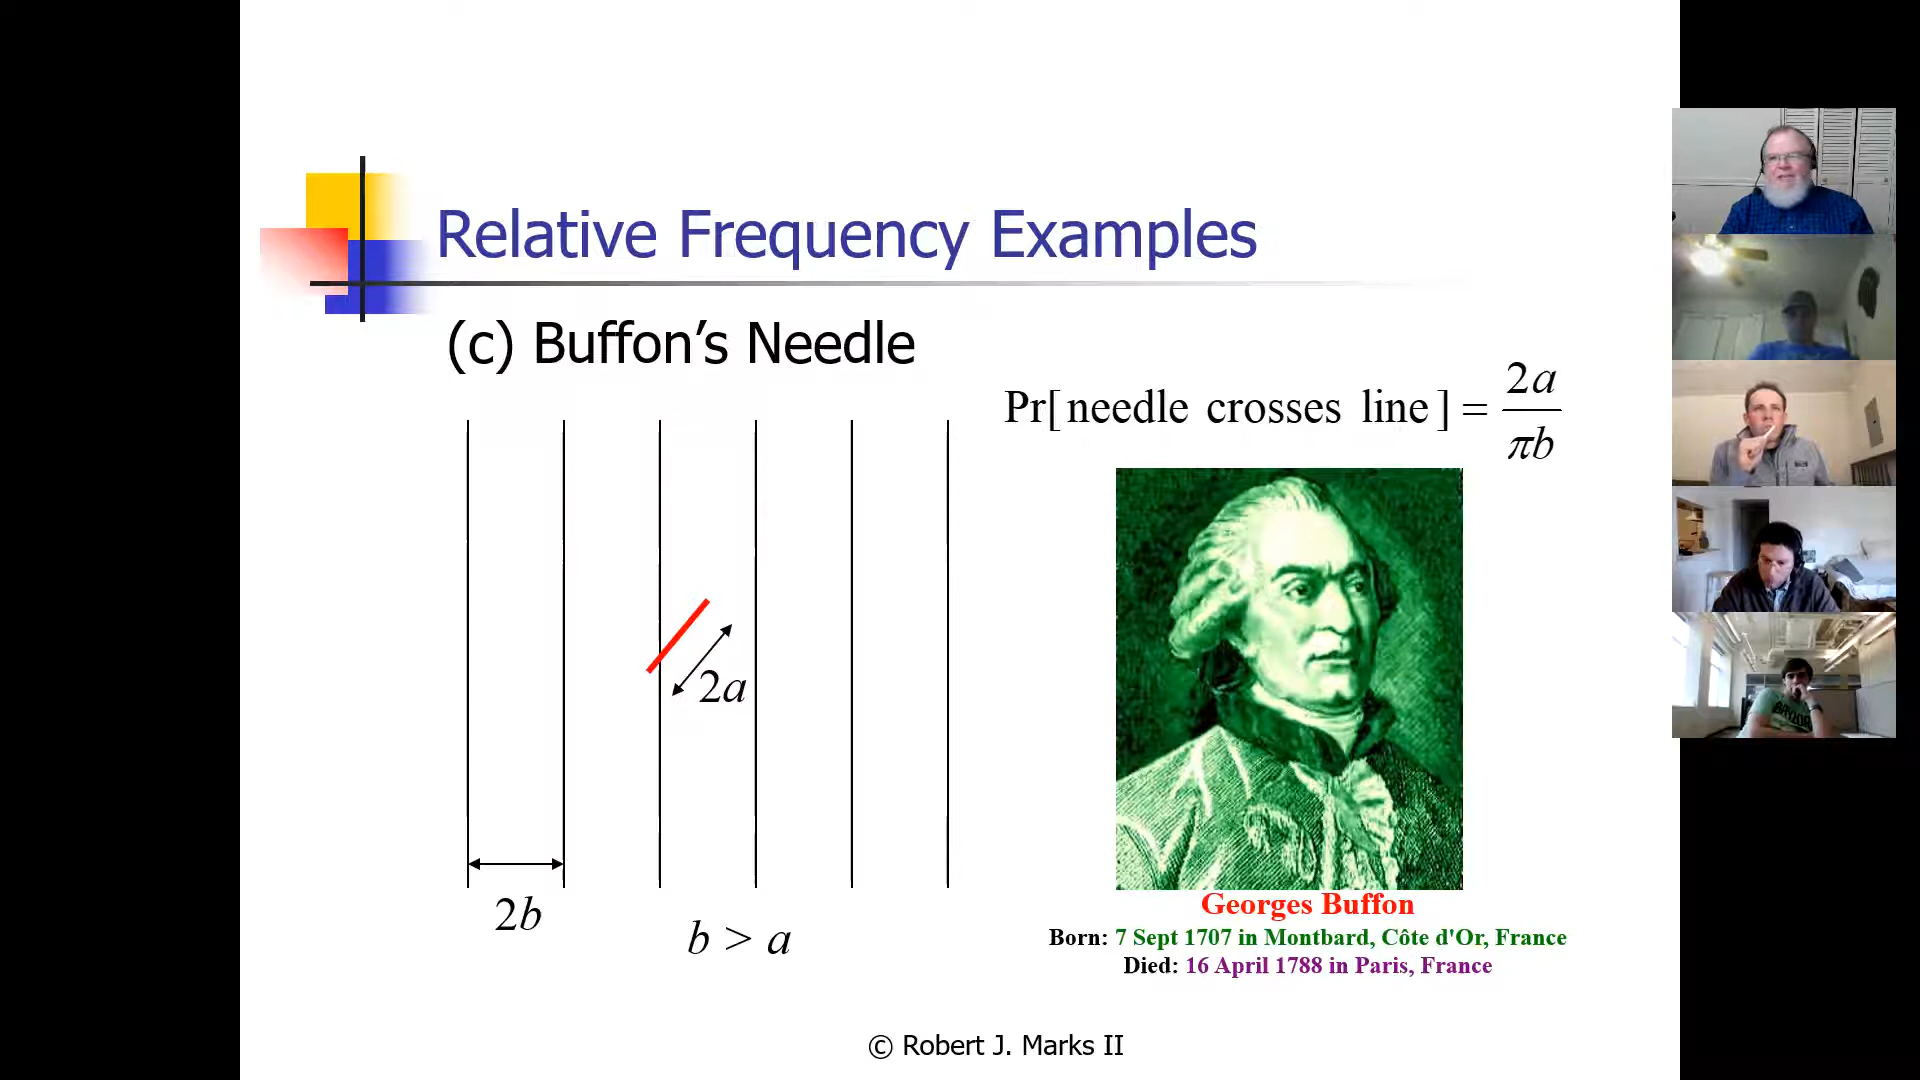 Relative Frequency Examples
(c) Buffon’s Needle
Pr[ needle crosses line ] = 2a / πb
2a
2b
b > a
Georges Buffon
Born: 7 Sept 1707 in Montbard, Côte d'Or, France
Died: 16 April 1788 in Paris, France
© Robert J. Marks II
BAYLOR